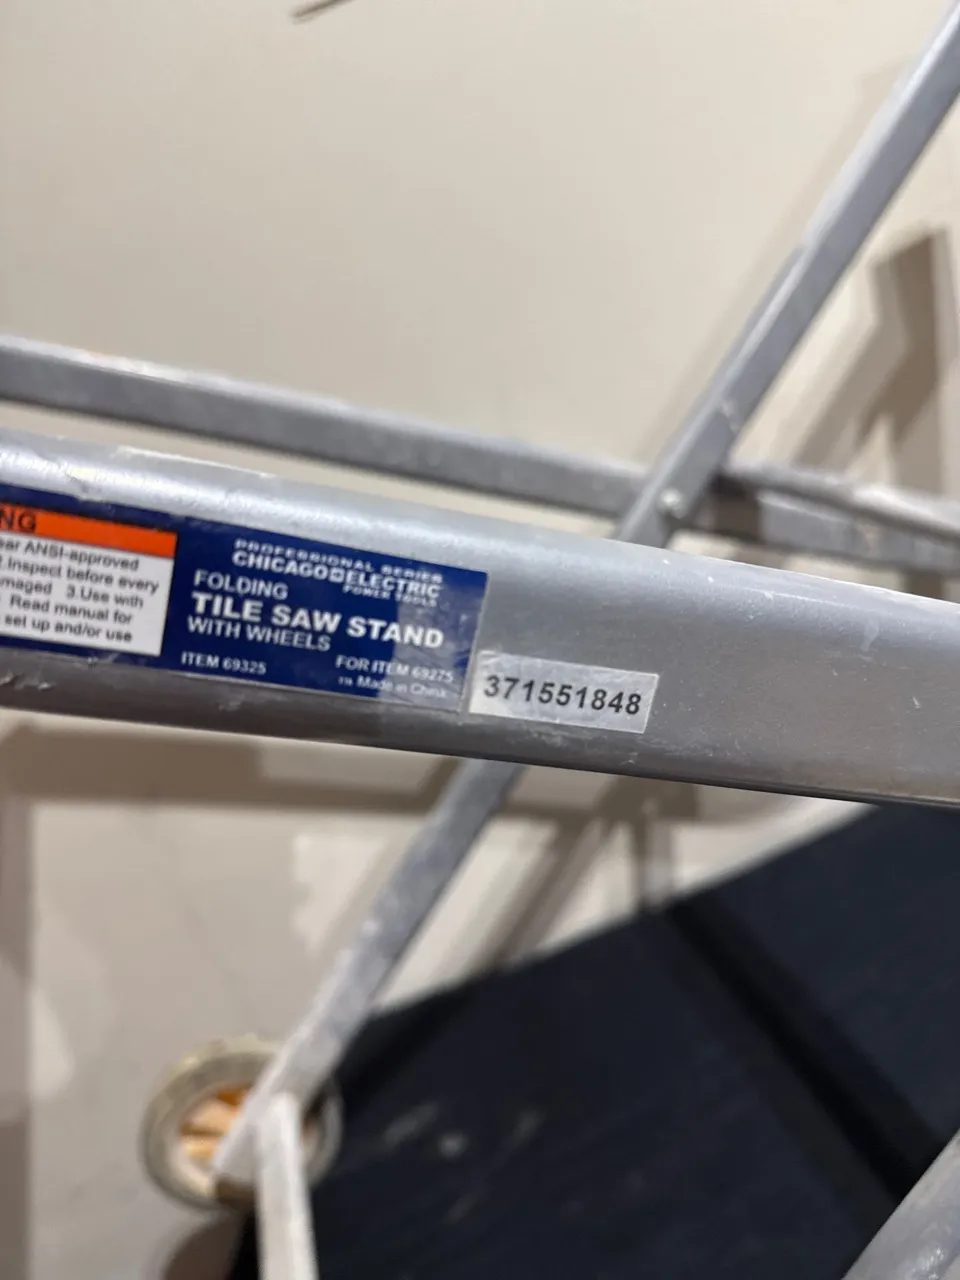 NG
ear ANSI-approved
.Inspect before every
maged 3.Use with
Read manual for
set up and/or use
PROFESSIONAL SERIES
CHICAGO ELECTRIC
POWER TOOLS
FOLDING
TILE SAW STAND
WITH WHEELS
ITEM 69325
FOR ITEM 69275
Made in China
371551848